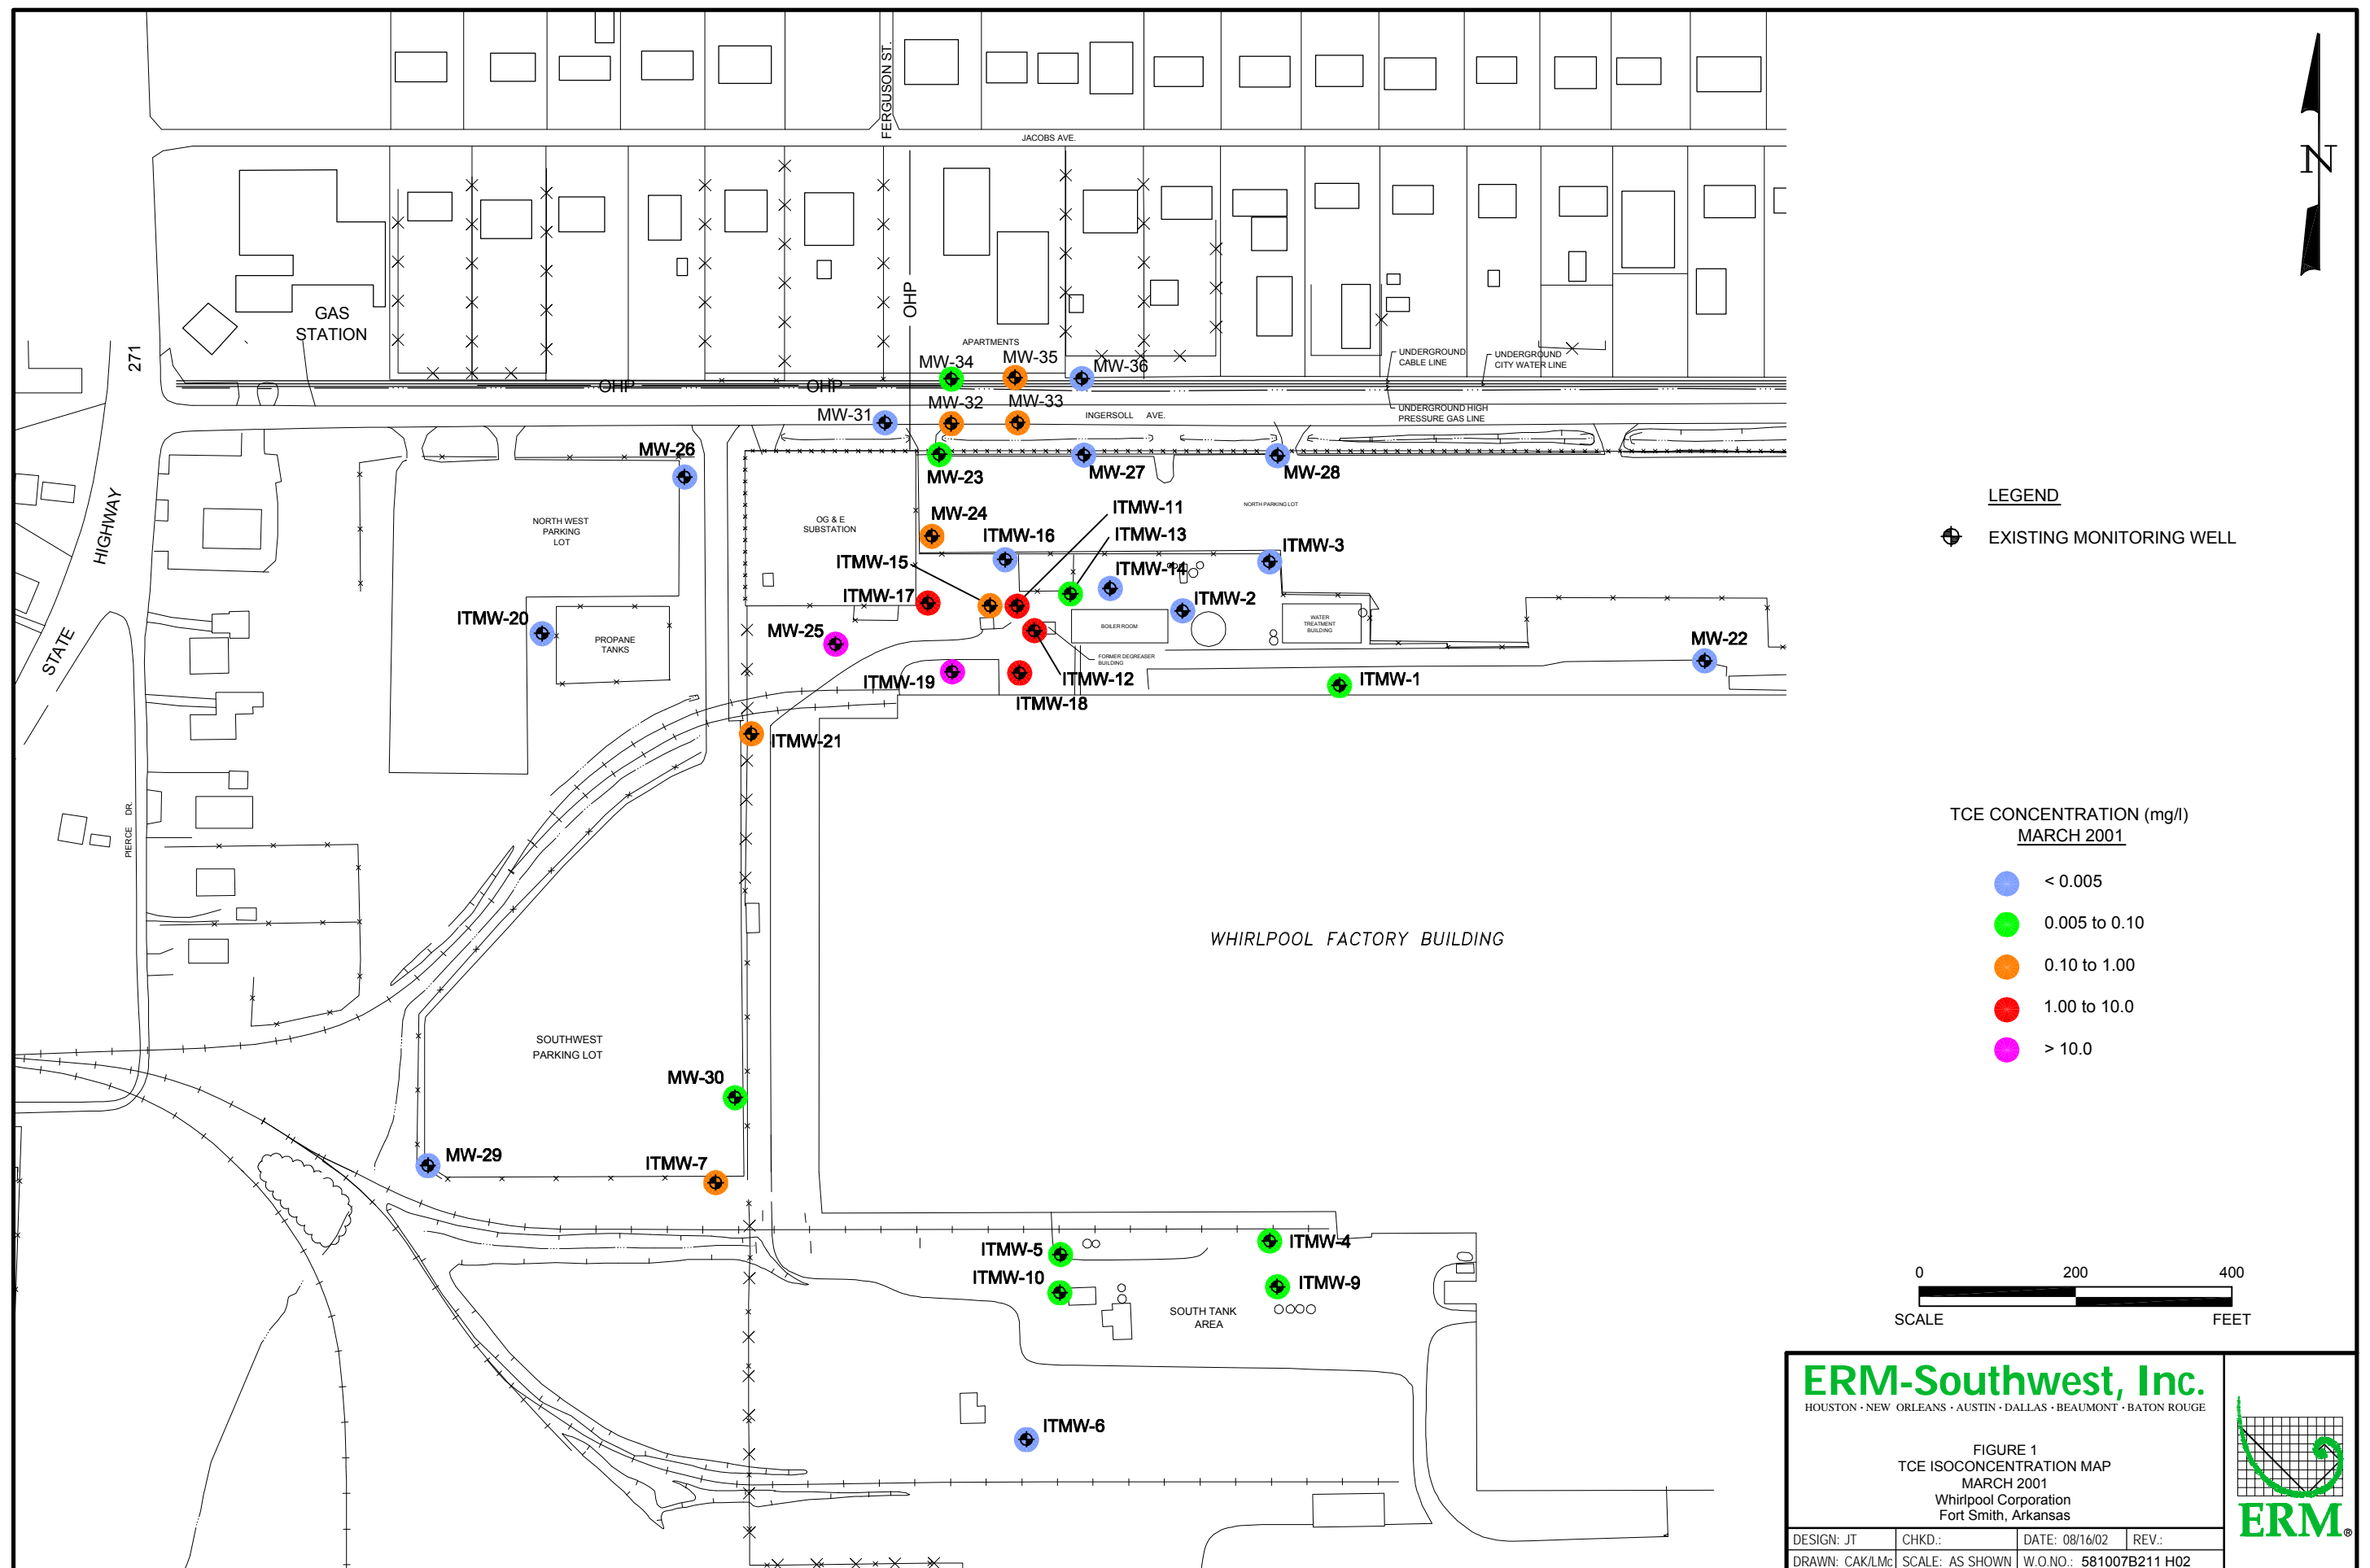 FERGUSON ST.
JACOBS AVE.
N
GAS
STATION
OHP
271
APARTMENTS
MW-34
MW-35
MW-36
UNDERGROUND
CABLE LINE
UNDERGROUND
CITY WATER LINE
OHP
OHP
MW-31
MW-32
MW-33
INGERSOLL AVE.
UNDERGROUND HIGH
PRESSURE GAS LINE
MW-26
MW-23
MW-27
MW-28
HIGHWAY
STATE
NORTH WEST
PARKING
LOT
OG & E
SUBSTATION
MW-24
ITMW-11
NORTH PARKING LOT
ITMW-16
ITMW-13
ITMW-3
ITMW-15
ITMW-14
ITMW-17
ITMW-2
ITMW-20
PROPANE
TANKS
MW-25
BOILER ROOM
WATER
TREATMENT
BUILDING
MW-22
FORMER DEGREASER
BUILDING
ITMW-19
ITMW-12
ITMW-1
ITMW-18
ITMW-21
PIERCE DR.
WHIRLPOOL FACTORY BUILDING
SOUTHWEST
PARKING LOT
MW-30
MW-29
ITMW-7
ITMW-5
ITMW-4
ITMW-10
ITMW-9
SOUTH TANK
AREA
ITMW-6
LEGEND
EXISTING MONITORING WELL
TCE CONCENTRATION (mg/l)
MARCH 2001
< 0.005
0.005 to 0.10
0.10 to 1.00
1.00 to 10.0
> 10.0
0 200 400
SCALE FEET
ERM-Southwest, Inc.
HOUSTON · NEW ORLEANS · AUSTIN · DALLAS · BEAUMONT · BATON ROUGE
FIGURE 1
TCE ISOCONCENTRATION MAP
MARCH 2001
Whirlpool Corporation
Fort Smith, Arkansas
ERM®
DESIGN: JT CHKD.: DATE: 08/16/02 REV.:
DRAWN: CAK/LMc SCALE: AS SHOWN W.O.NO.: 581007B211 H02